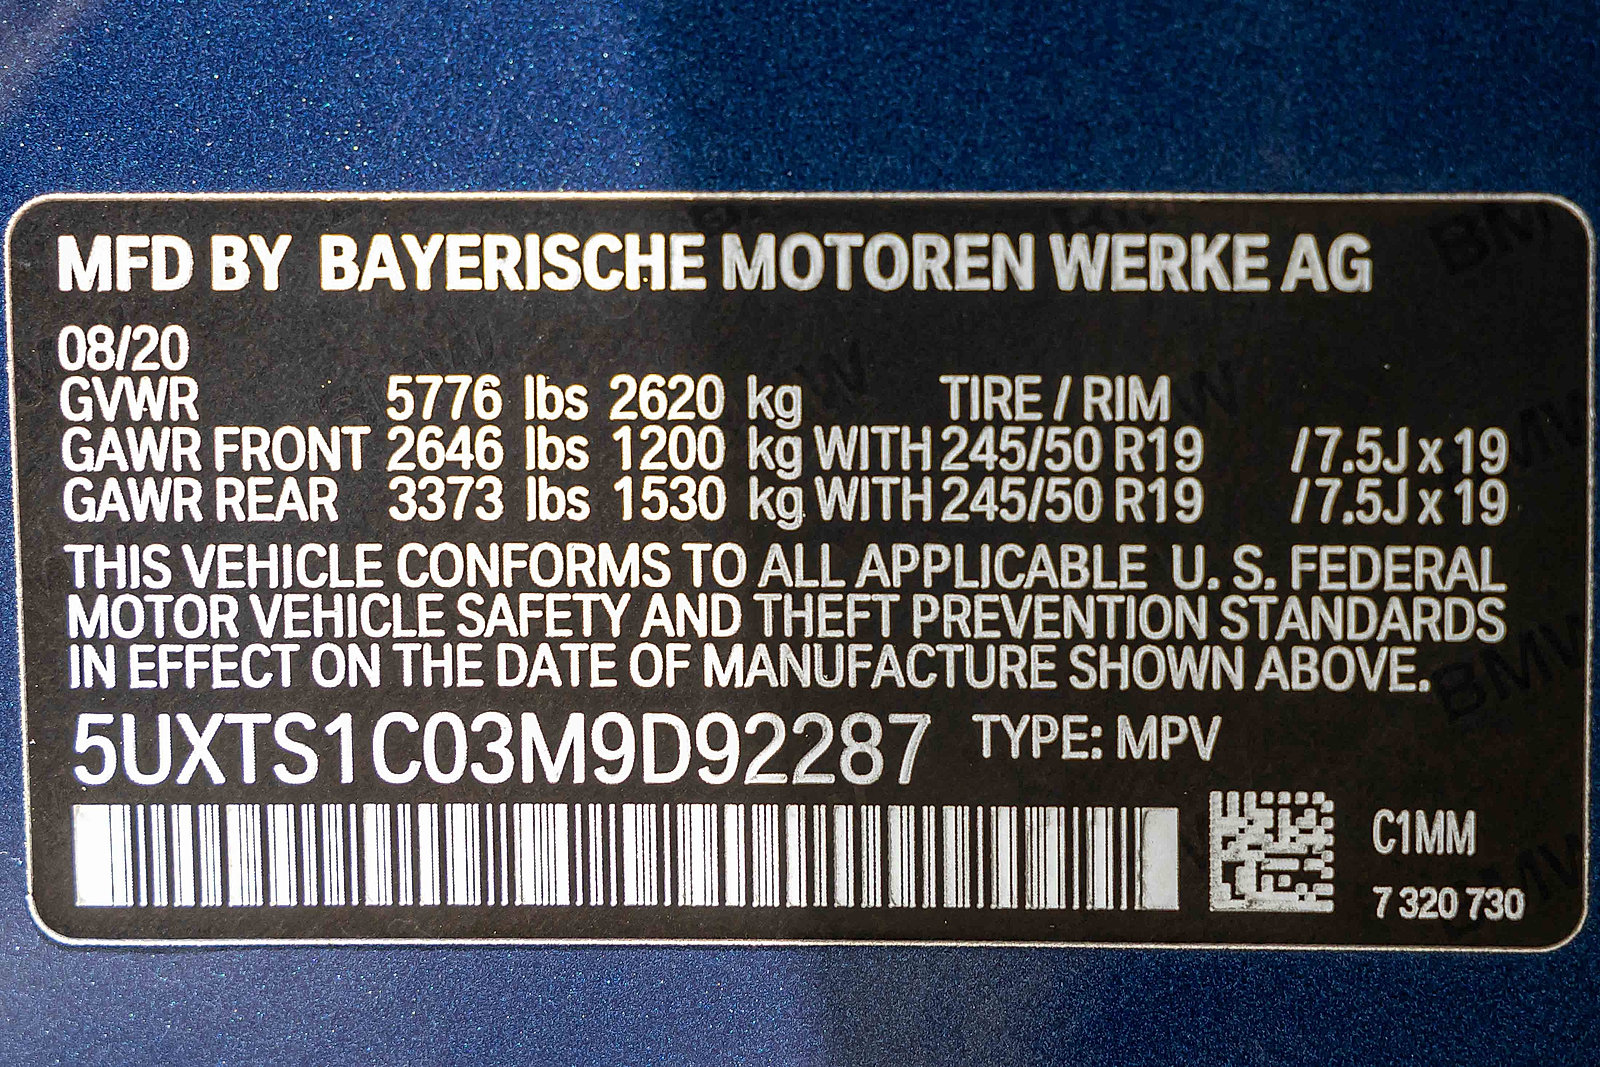 MFD BY BAYERISCHE MOTOREN WERKE AG
08/20
GVWR 5776 lbs 2620 kg TIRE / RIM
GAWR FRONT 2646 lbs 1200 kg WITH 245/50 R19 /7.5J x 19
GAWR REAR 3373 lbs 1530 kg WITH 245/50 R19 /7.5J x 19
THIS VEHICLE CONFORMS TO ALL APPLICABLE U. S. FEDERAL
MOTOR VEHICLE SAFETY AND THEFT PREVENTION STANDARDS
IN EFFECT ON THE DATE OF MANUFACTURE SHOWN ABOVE.
5UXTS1C03M9D92287 TYPE: MPV
C1MM
7 320 730